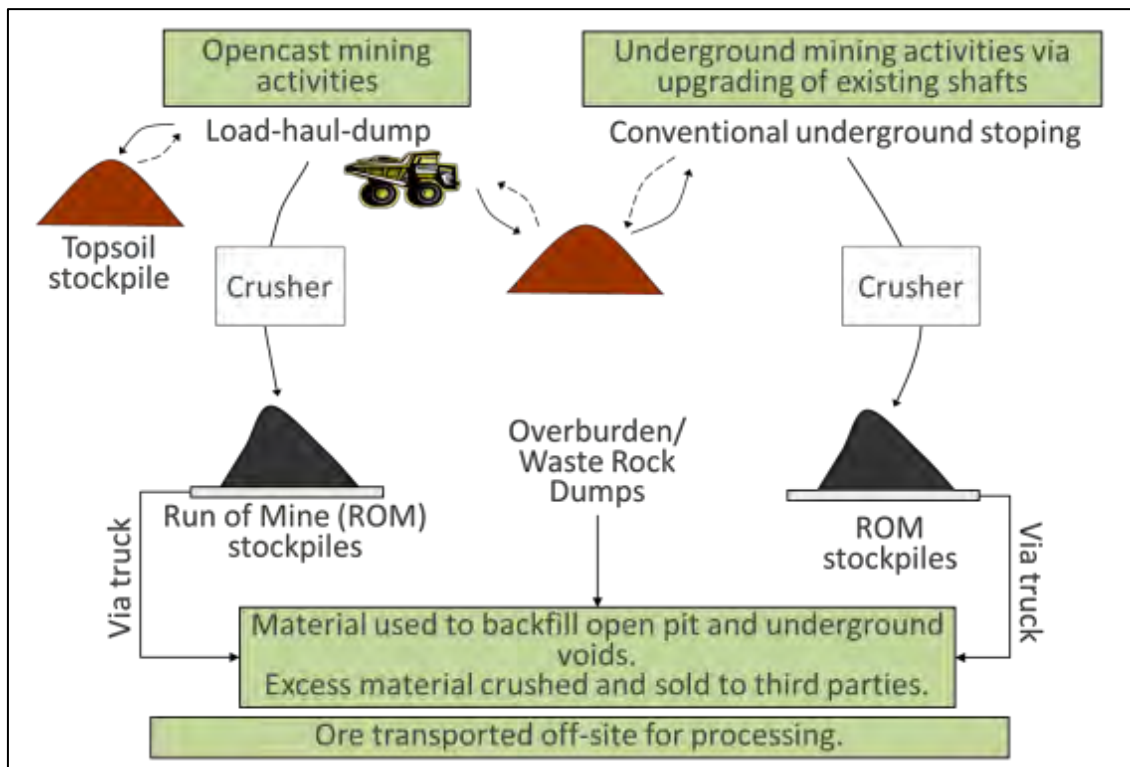 Opencast mining
activities
Underground mining activities via
upgrading of existing shafts
Load-haul-dump
Conventional underground stoping
Topsoil
stockpile
Crusher
Crusher
Overburden/
Waste Rock
Dumps
Run of Mine (ROM)
stockpiles
ROM
stockpiles
Via truck
Via truck
Material used to backfill open pit and underground
voids.
Excess material crushed and sold to third parties.
Ore transported off-site for processing.